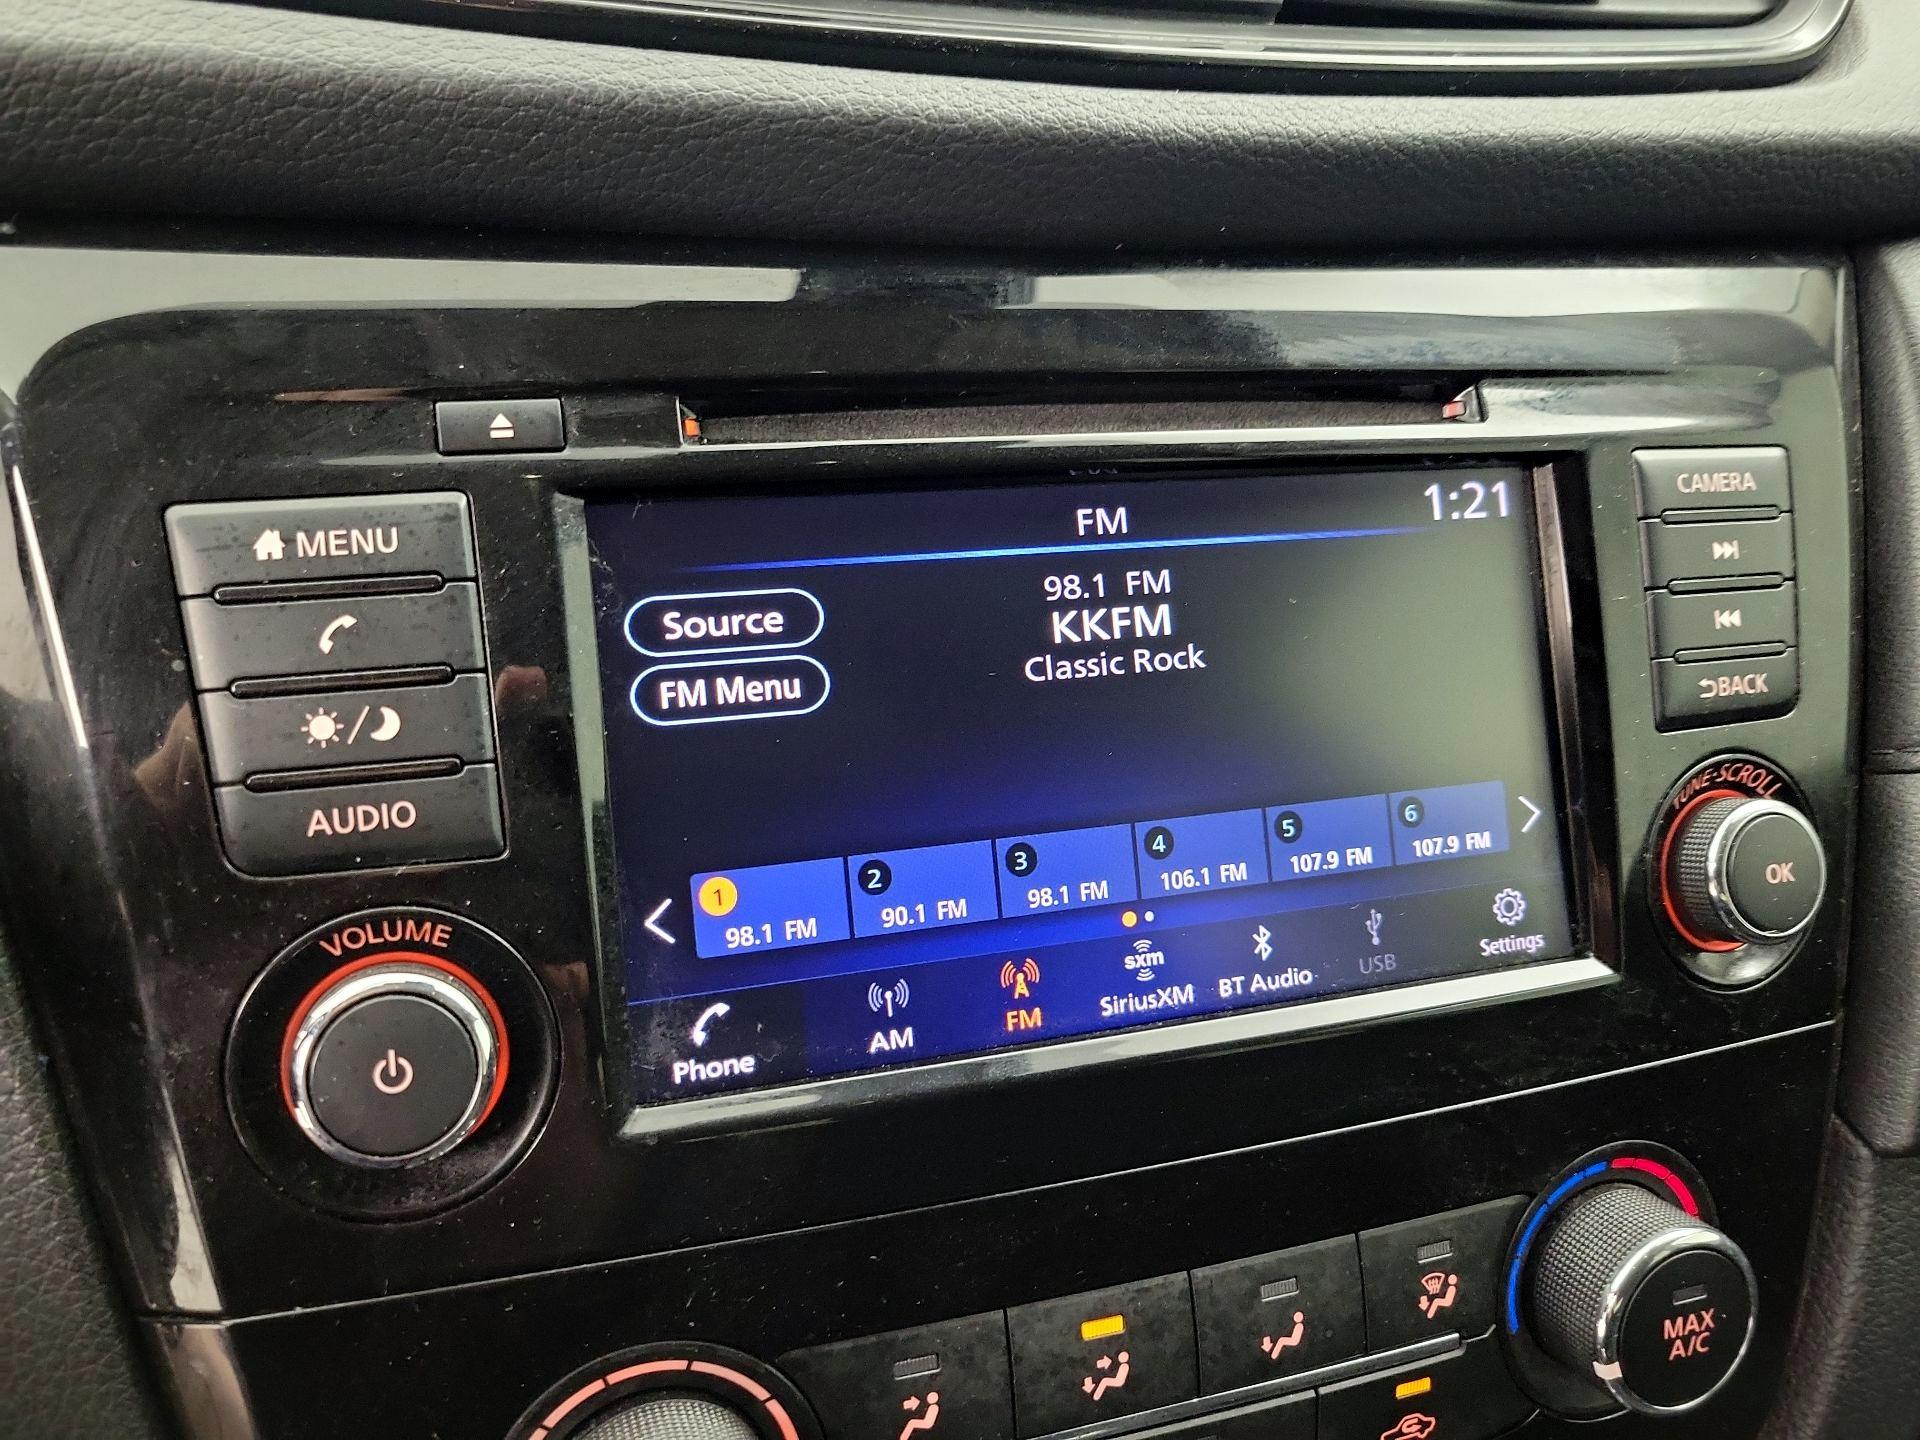 MENU
AUDIO
VOLUME
FM
1:21
Source
FM Menu
98.1 FM
KKFM
Classic Rock
1
98.1 FM
2
90.1 FM
3
98.1 FM
4
106.1 FM
5
107.9 FM
6
107.9 FM
Phone
AM
FM
sxm
SiriusXM
BT Audio
USB
Settings
CAMERA
BACK
TUNE·SCROLL
OK
MAX
A/C